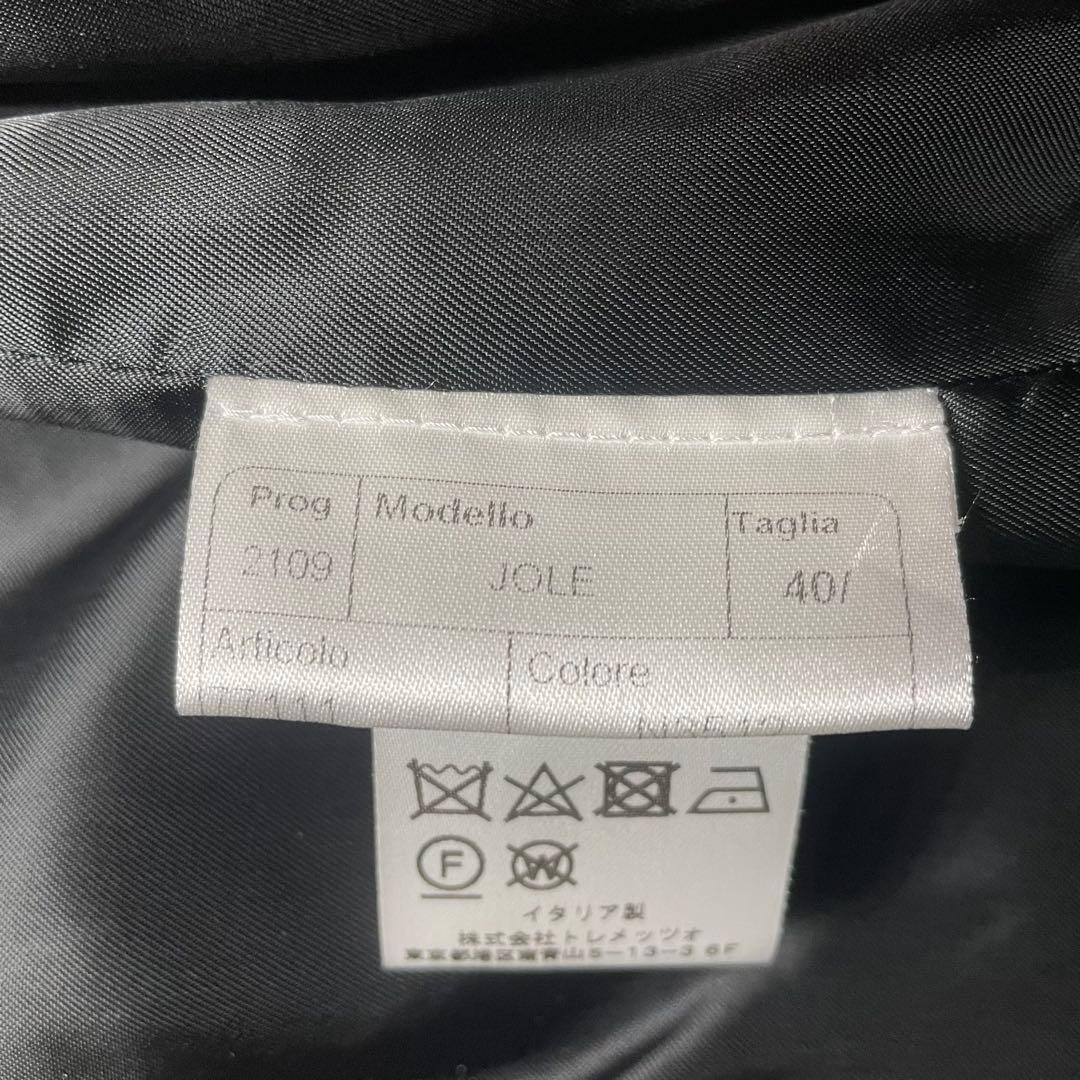 Prog Modello Taglia
2109 JOLE 40/
Articolo Colore
F
W
イタリア製
株式会社トレメッツオ
東京都港区南青山5-13-3 6F